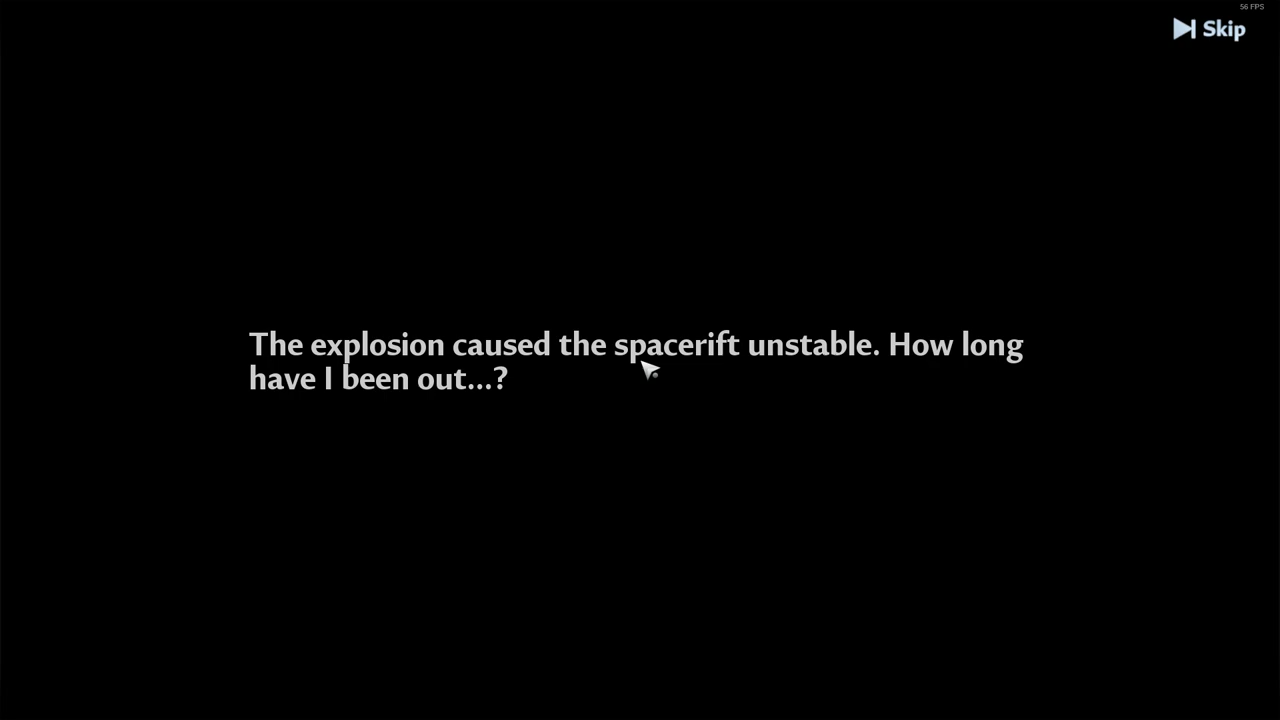 56 FPS
Skip
The explosion caused the spacerift unstable. How long
have I been out...?